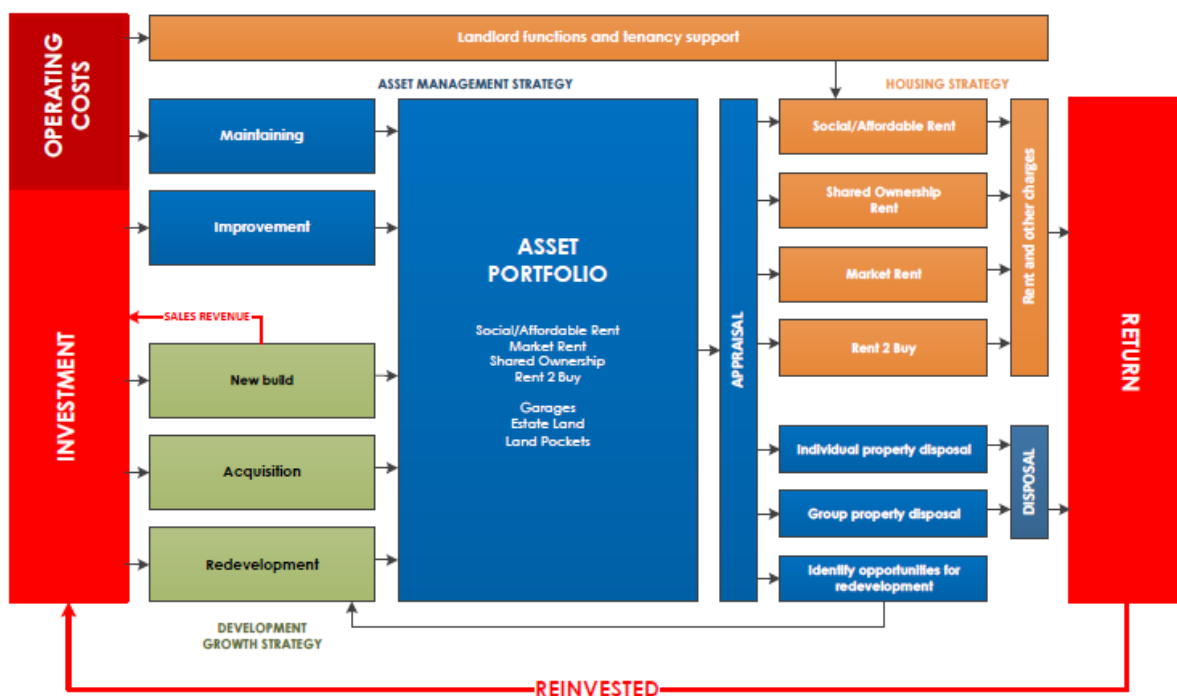 OPERATING
COSTS
Landlord functions and tenancy support
ASSET MANAGEMENT STRATEGY
HOUSING STRATEGY
Maintaining
Improvement
SALES REVENUE
INVESTMENT
New build
Acquisition
Redevelopment
DEVELOPMENT
GROWTH STRATEGY
ASSET
PORTFOLIO
Social/Affordable Rent
Market Rent
Shared Ownership
Rent 2 Buy
Garages
Estate Land
Land Pockets
APPRAISAL
Social/Affordable Rent
Shared Ownership
Rent
Market Rent
Rent 2 Buy
Rent and other charges
Individual property disposal
Group property disposal
Identify opportunities for
redevelopment
DISPOSAL
RETURN
REINVESTED